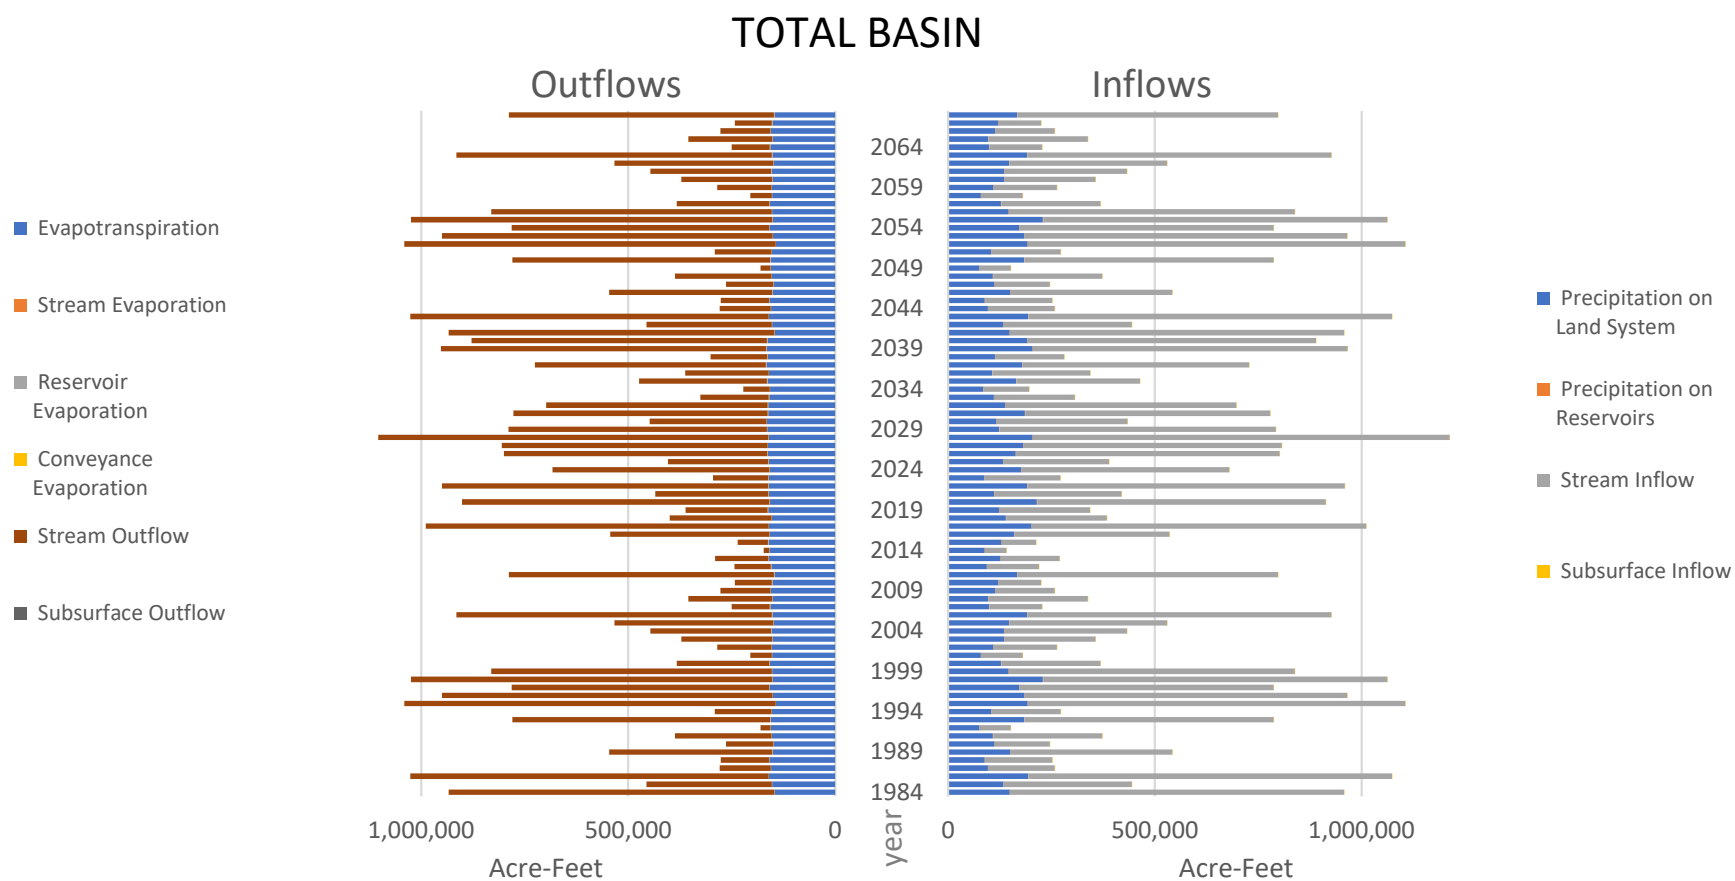 TOTAL BASIN
Outflows
Inflows
Evapotranspiration
Stream Evaporation
Reservoir
Evaporation
Conveyance
Evaporation
Stream Outflow
Subsurface Outflow
2064
2059
2054
2049
2044
2039
2034
2029
2024
2019
2014
2009
2004
1999
1994
1989
1984
year
1,000,000
500,000
0
Acre-Feet
0
500,000
1,000,000
Acre-Feet
Precipitation on
Land System
Precipitation on
Reservoirs
Stream Inflow
Subsurface Inflow